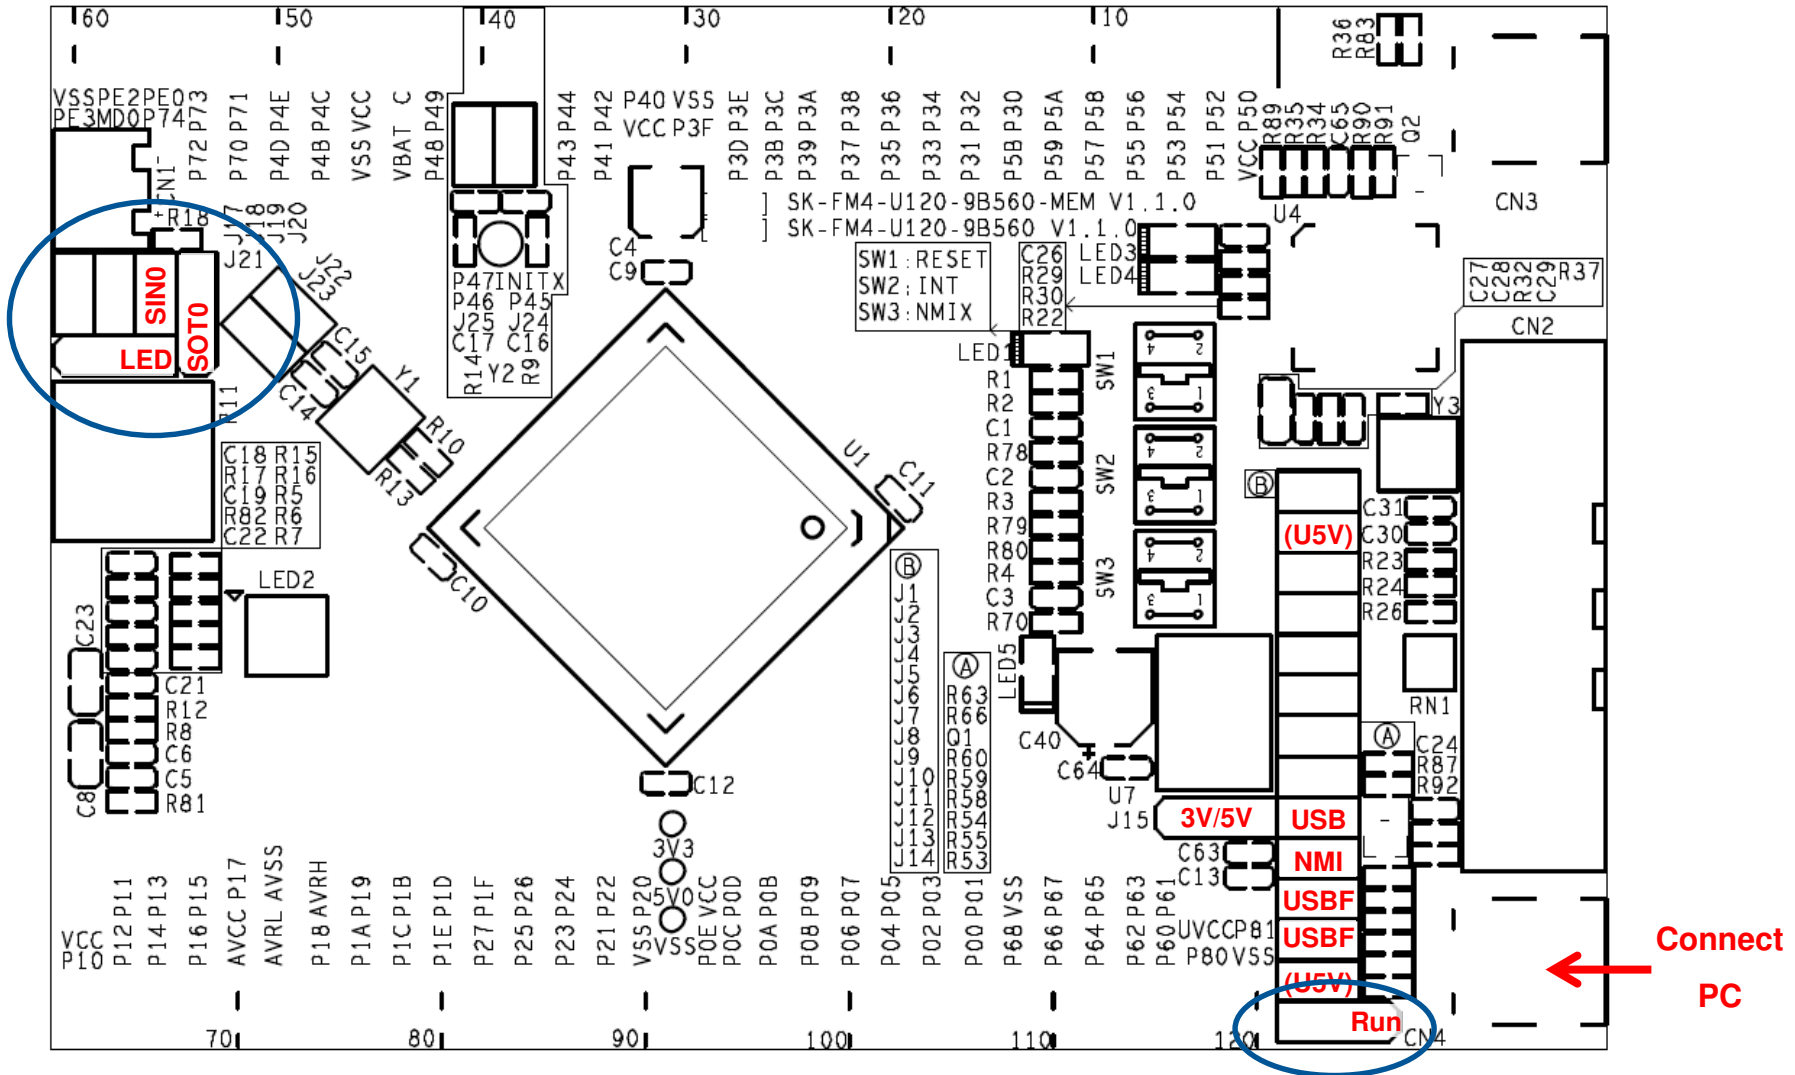 60 50 40 30 20 10
R36
R83
VSSPE2PE0
PE3MD0P74
P72 P73
P70 P71
P4D P4E
P4B P4C
VSS VCC
VBAT C
P48 P49
P43 P44
P41 P42
P40 VSS
VCC P3F
P3D P3E
P3B P3C
P39 P3A
P37 P38
P35 P36
P33 P34
P31 P32
P5B P30
P59 P5A
P57 P58
P55 P56
P53 P54
P51 P52
VCC P50
R89
R35
R34
C65
R90
R91
Q2
CN3
CN1
+R18
J17
J18
J19
J20
J21
J22
J23
[ ] SK-FM4-U120-9B560-MEM V1.1.0
[ ] SK-FM4-U120-9B560 V1.1.0
U4
C4
C9
SW1:RESET
SW2:INT
SW3:NMIX
C26
R29
R30
R22
LED3
LED4
C27
C28
R32
C29
R37
CN2
SIN0
SOT0
LED
P47INITX
P46 P45
J25 J24
C17 C16
R14
Y2
R9
C15
C14
Y1
R10
R13
R11
U1
C11
C10
C12
LED1
R1
R2
C1
R78
C2
R3
R79
R80
R4
C3
R70
SW1
4 2
3 1
SW2
4 2
3 1
SW3
4 2
3 1
Y3
C18 R15
R17 R16
C19 R5
R82 R6
C22 R7
LED2
C23
C21
R12
R8
C6
C5
R81
C8
B
(U5V)
C31
C30
R23
R24
R26
RN1
B
J1
J2
J3
J4
J5
J6
J7
J8
J9
J10
J11
J12
J13
J14
A
R63
R66
Q1
R60
R59
R58
R54
R55
R53
LED5
C40
+
C64
U7
J15
A
C24
R87
R92
3V/5V USB
NMI
USBF
USBF
(U5V)
Run
C63
C13
3V3
5V0
VSS
VCC
P10
P12 P11
P14 P13
P16 P15
AVCC P17
AVRL AVSS
P18 AVRH
P1A P19
P1C P1B
P1E P1D
P27 P1F
P25 P26
P23 P24
P21 P22
VSS P20
P0E VCC
P0C P0D
P0A P0B
P08 P09
P06 P07
P04 P05
P02 P03
P00 P01
P68 VSS
P66 P67
P64 P65
P62 P63
P60 P61
UVCCP81
P80VSS
Connect
PC
70 80 90 100 110 120
CN4